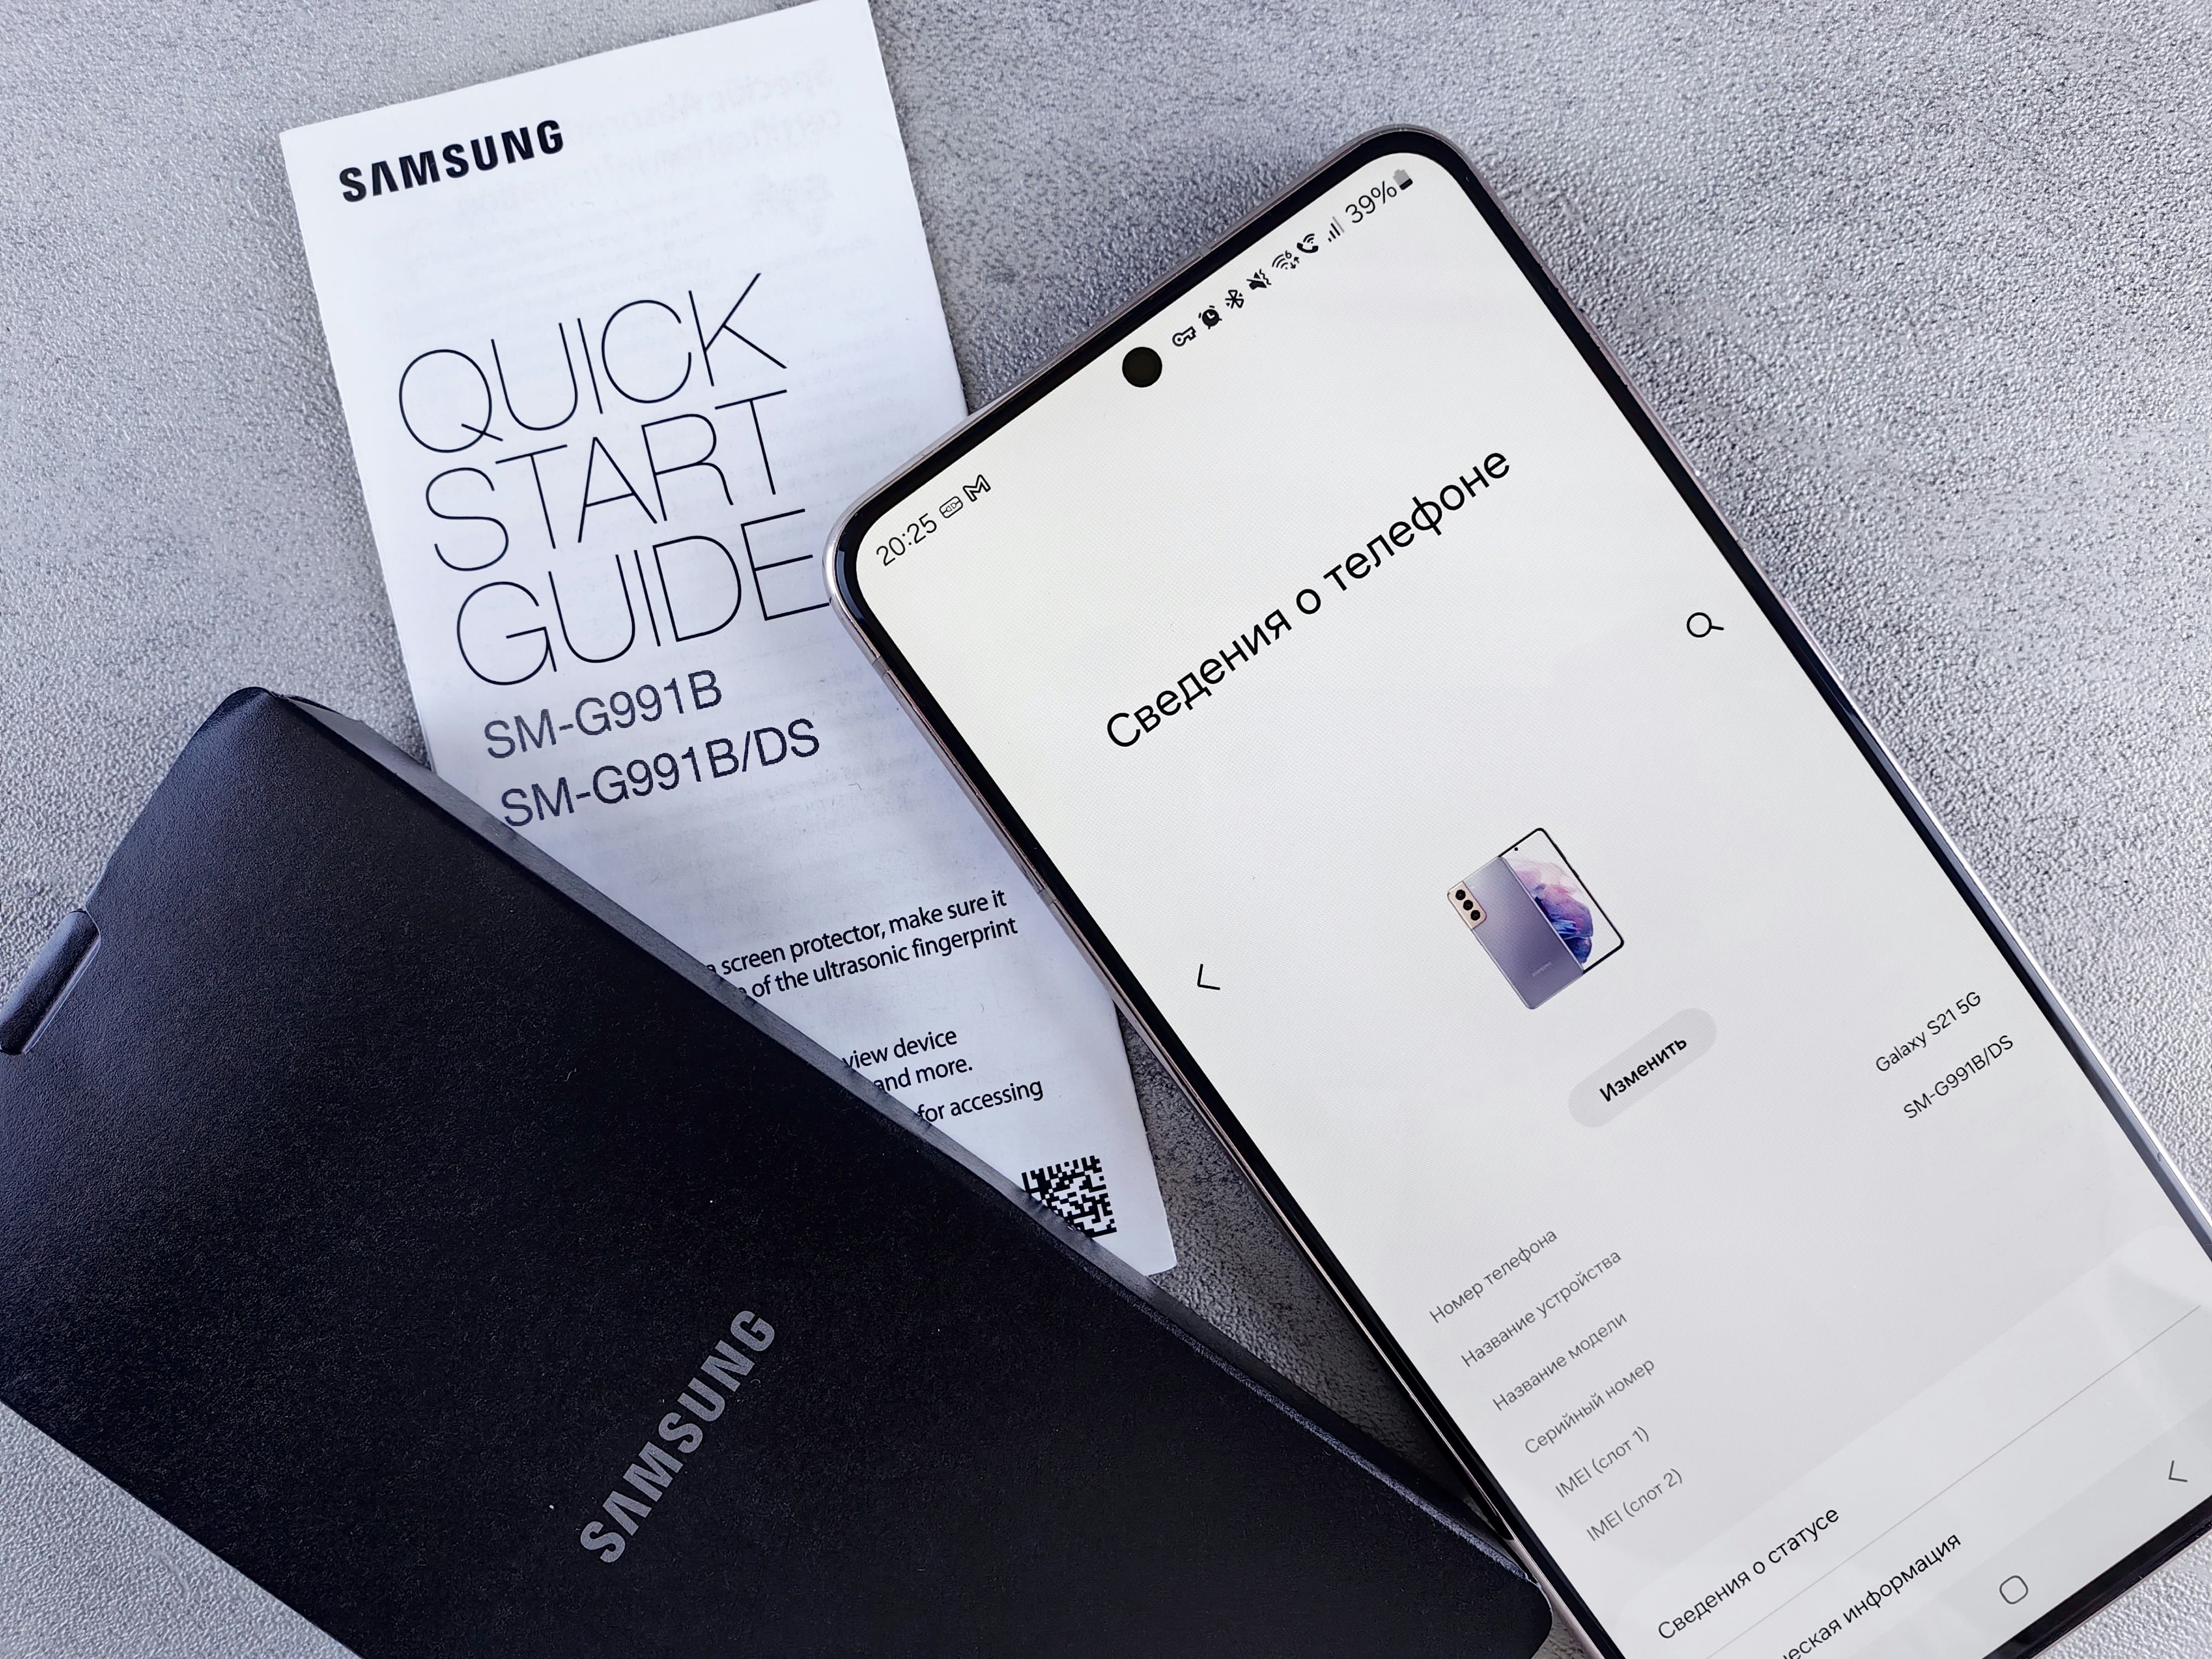 SAMSUNG
QUICK
START
GUIDE
SM-G991B
SM-G991B/DS
screen protector, make sure it
of the ultrasonic fingerprint
view device
and more.
for accessing
SAMSUNG
20:25
39%
Сведения о телефоне
Изменить
Номер телефона
Название устройства Galaxy S21 5G
Название модели SM-G991B/DS
Серийный номер
IMEI (слот 1)
IMEI (слот 2)
Сведения о статусе
информация